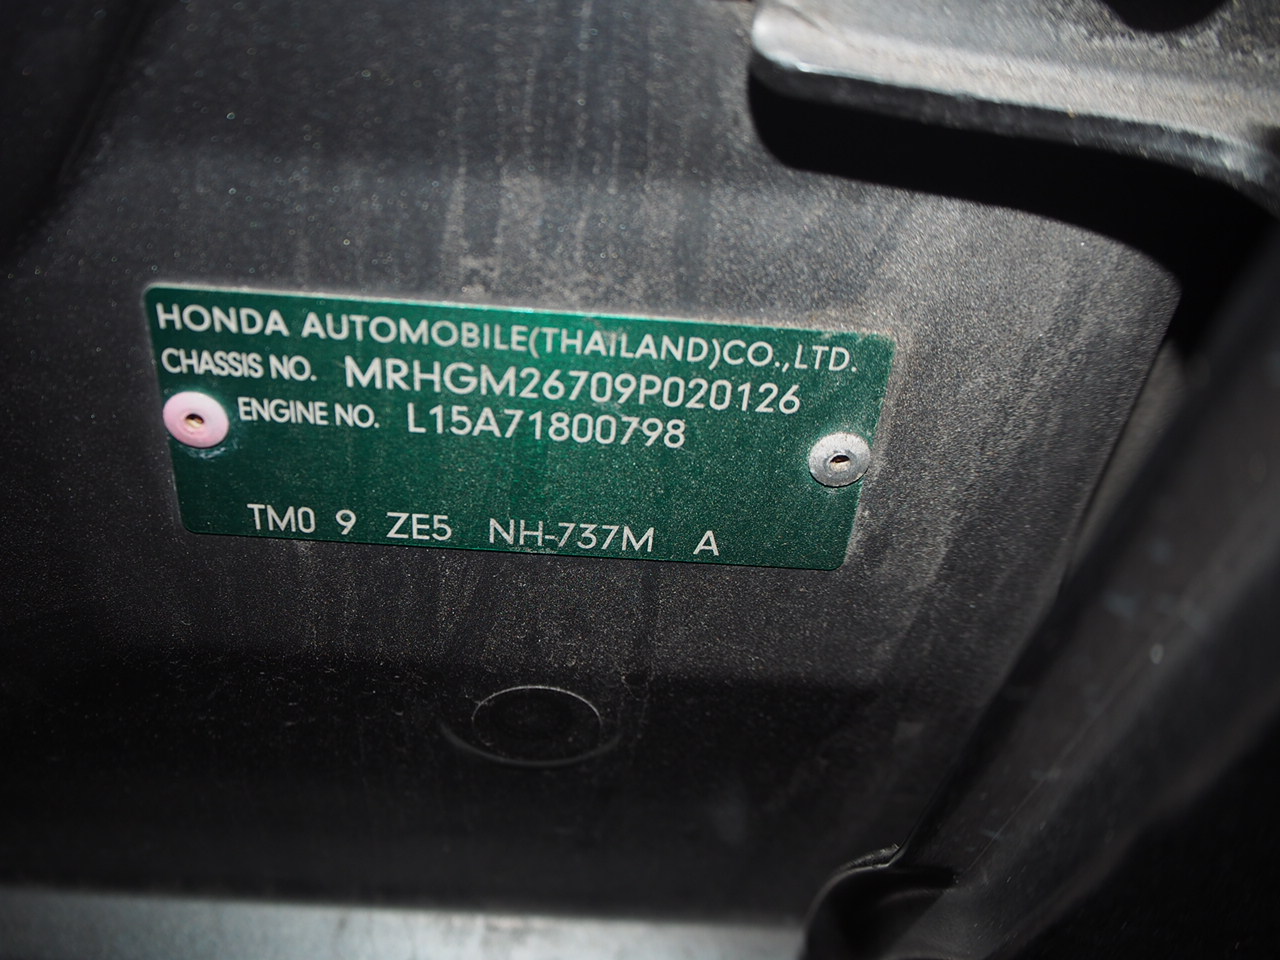 HONDA AUTOMOBILE(THAILAND)CO.,LTD.
CHASSIS NO. MRHGM26709P020126
ENGINE NO. L15A71800798
TM0 9 ZE5 NH-737M A